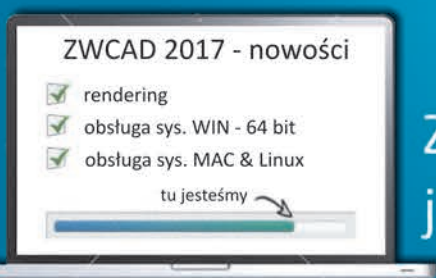 ZWCAD 2017 - nowości
rendering
obsługa sys. WIN - 64 bit
obsługa sys. MAC & Linux
tu jesteśmy